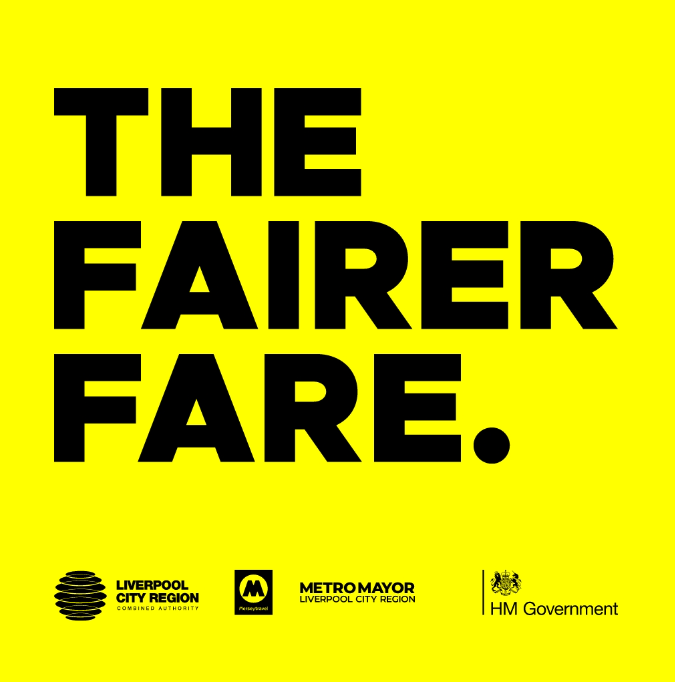 THE
FAIRER
FARE.
LIVERPOOL
CITY REGION
COMBINED AUTHORITY
M
Merseytravel
METRO MAYOR
LIVERPOOL CITY REGION
HM Government